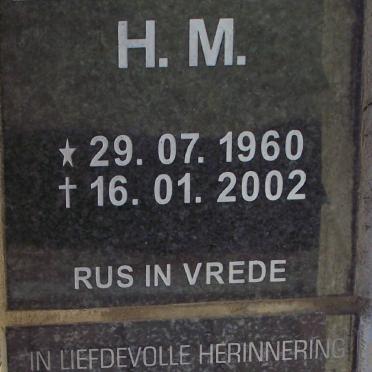 H. M.
★ 29. 07. 1960
† 16. 01. 2002
RUS IN VREDE
IN LIEFDEVOLLE HERINNERING